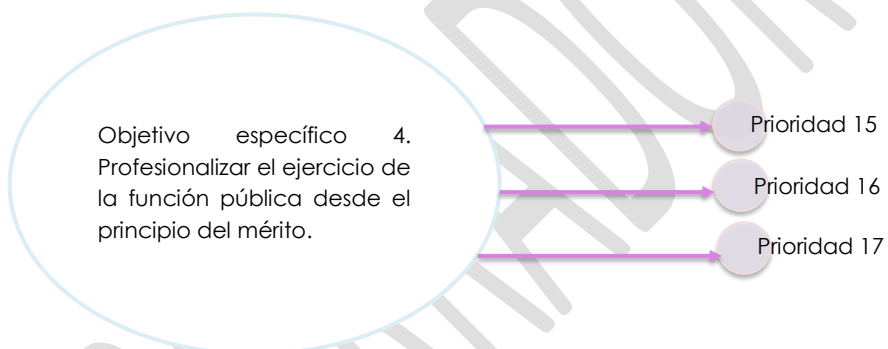 Objetivo específico 4.
Profesionalizar el ejercicio de
la función pública desde el
principio del mérito.
Prioridad 15
Prioridad 16
Prioridad 17